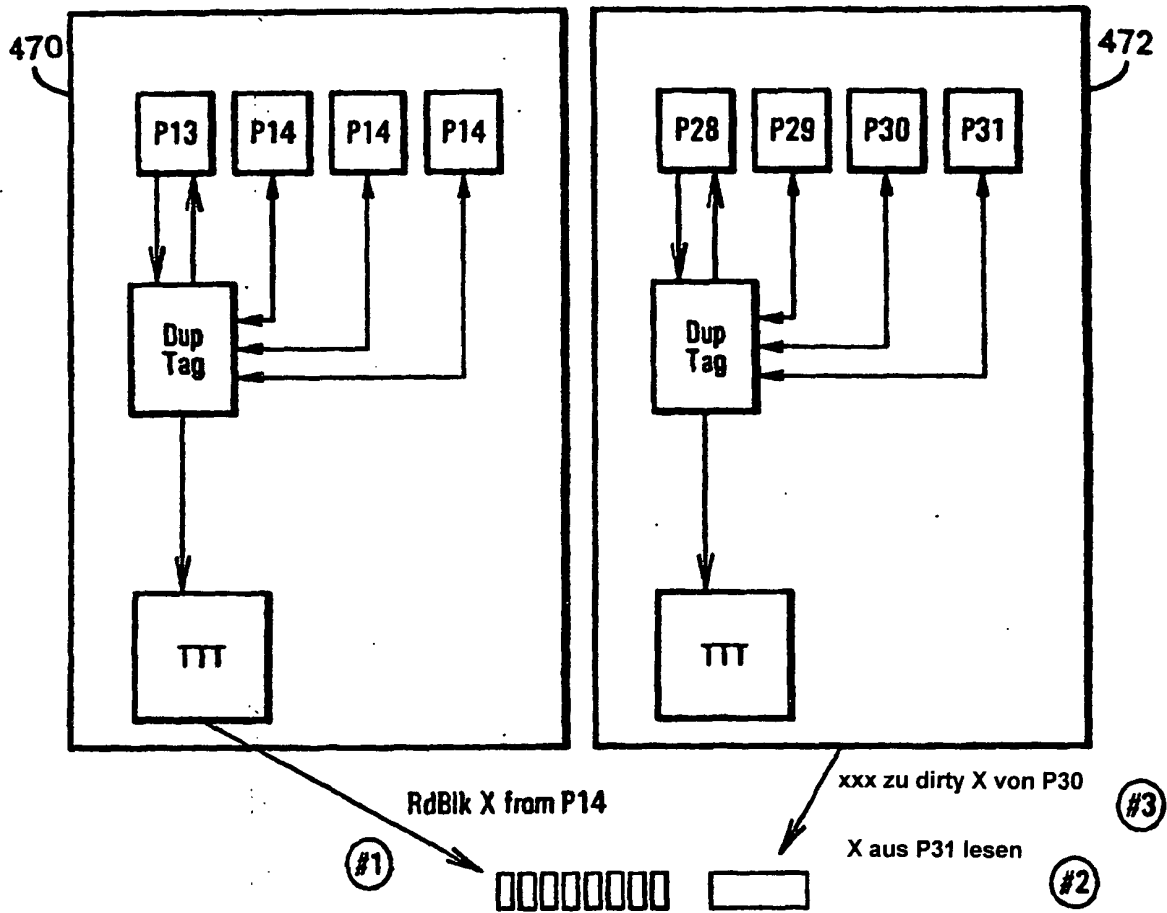 470
472
P13 P14 P14 P14
P28 P29 P30 P31
Dup
Tag
Dup
Tag
TTT
TTT
RdBlk X from P14
xxx zu dirty X von P30
#3
#1
X aus P31 lesen
#2